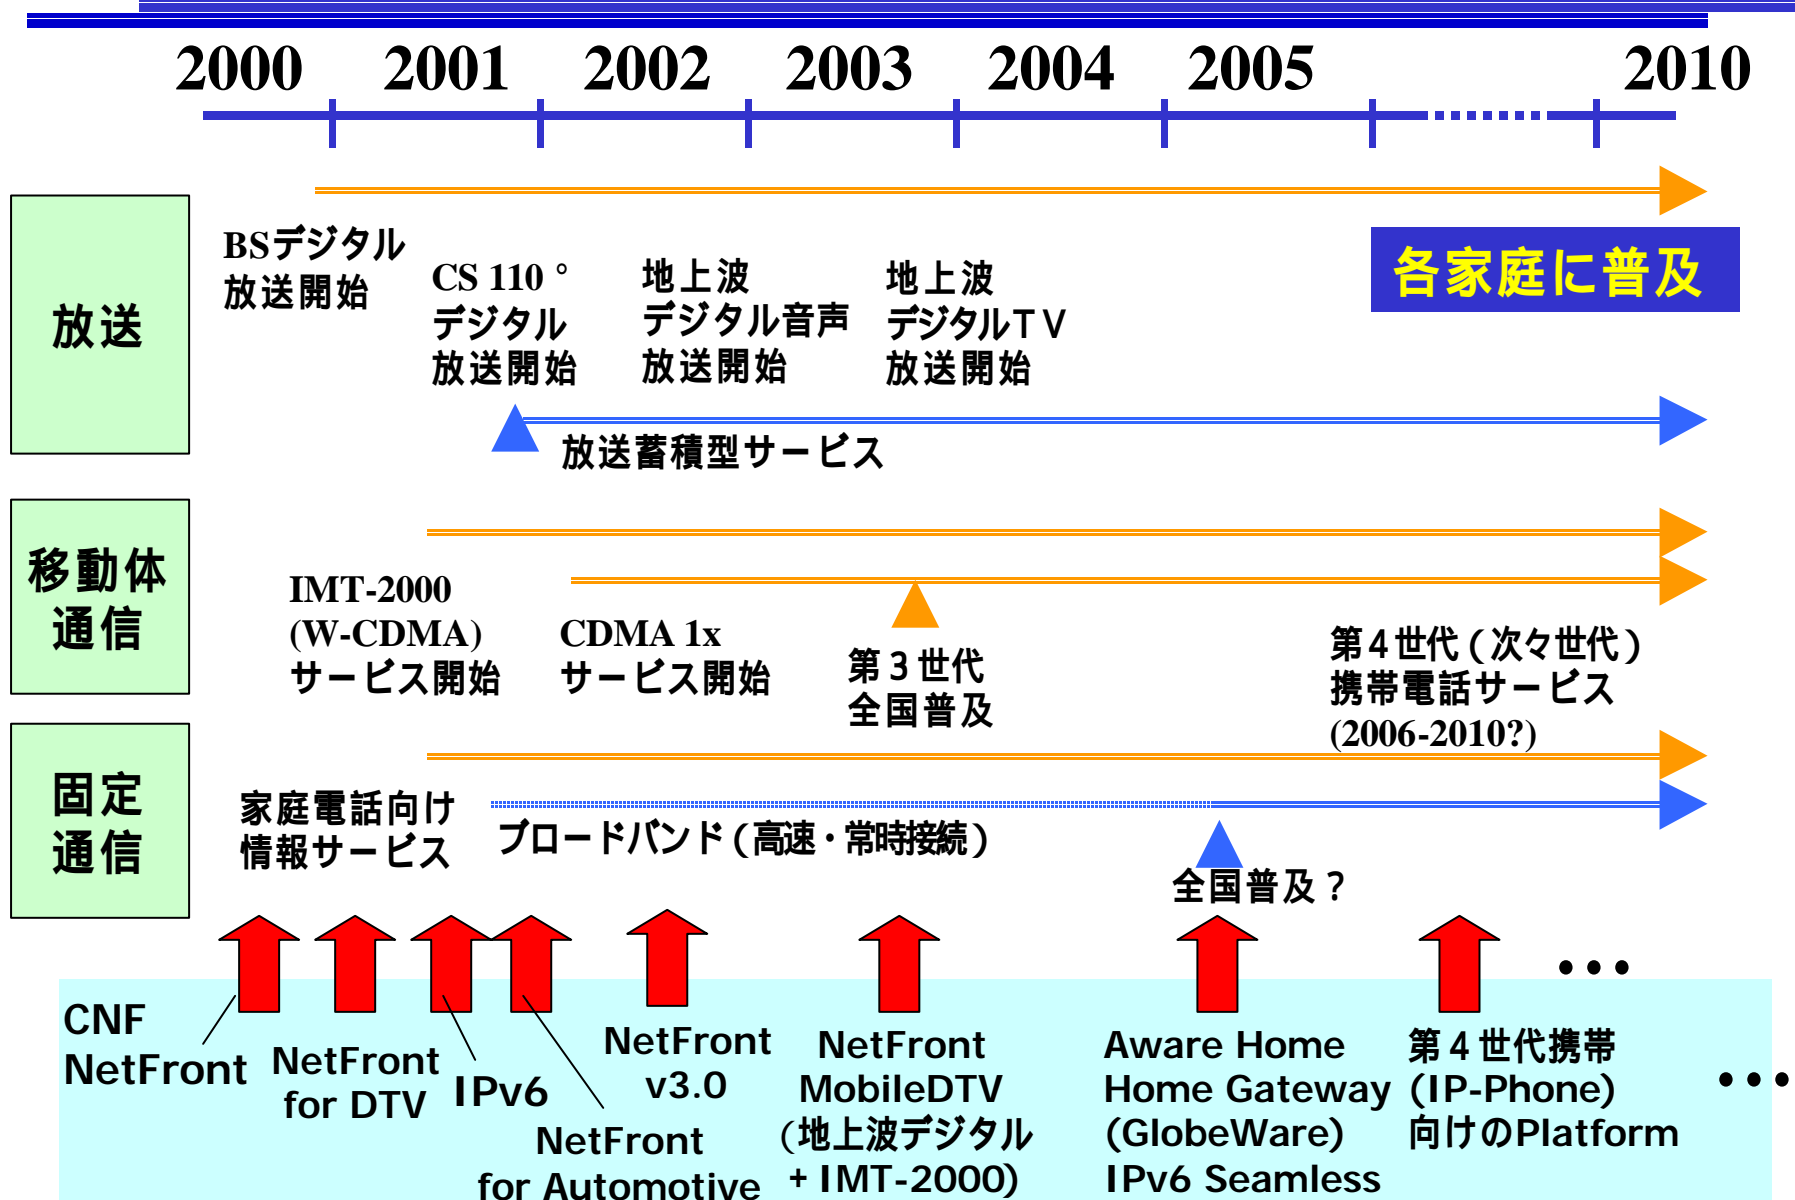 2000 2001 2002 2003 2004 2005 2010
放送
BSデジタル
放送開始
CS 110 °
デジタル
放送開始
地上波
デジタル音声
放送開始
地上波
デジタルＴＶ
放送開始
各家庭に普及
放送蓄積型サービス
移動体
通信
IMT-2000
(W-CDMA)
サービス開始
CDMA 1x
サービス開始
第３世代
全国普及
第４世代（次々世代）
携帯電話サービス
(2006-2010?)
固定
通信
家庭電話向け
情報サービス
ブロードバンド（高速・常時接続）
全国普及？
CNF
NetFront
NetFront
for DTV
IPv6
NetFront
for Automotive
NetFront
v3.0
NetFront
MobileDTV
(地上波デジタル
+ IMT-2000)
Aware Home
Home Gateway
(GlobeWare)
IPv6 Seamless
第４世代携帯
(IP-Phone)
向けのPlatform
•••
•••